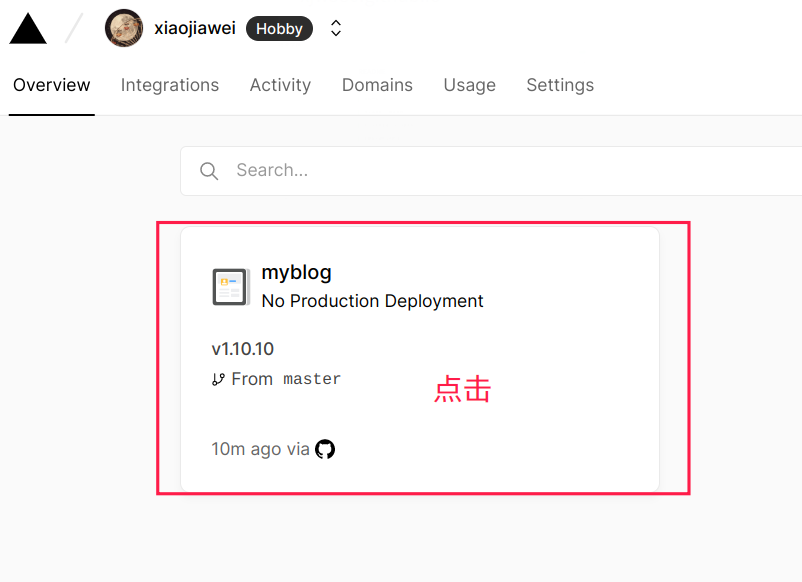 xiaojiawei Hobby
Overview Integrations Activity Domains Usage Settings
Search...
myblog
No Production Deployment
v1.10.10
From master
点击
10m ago via